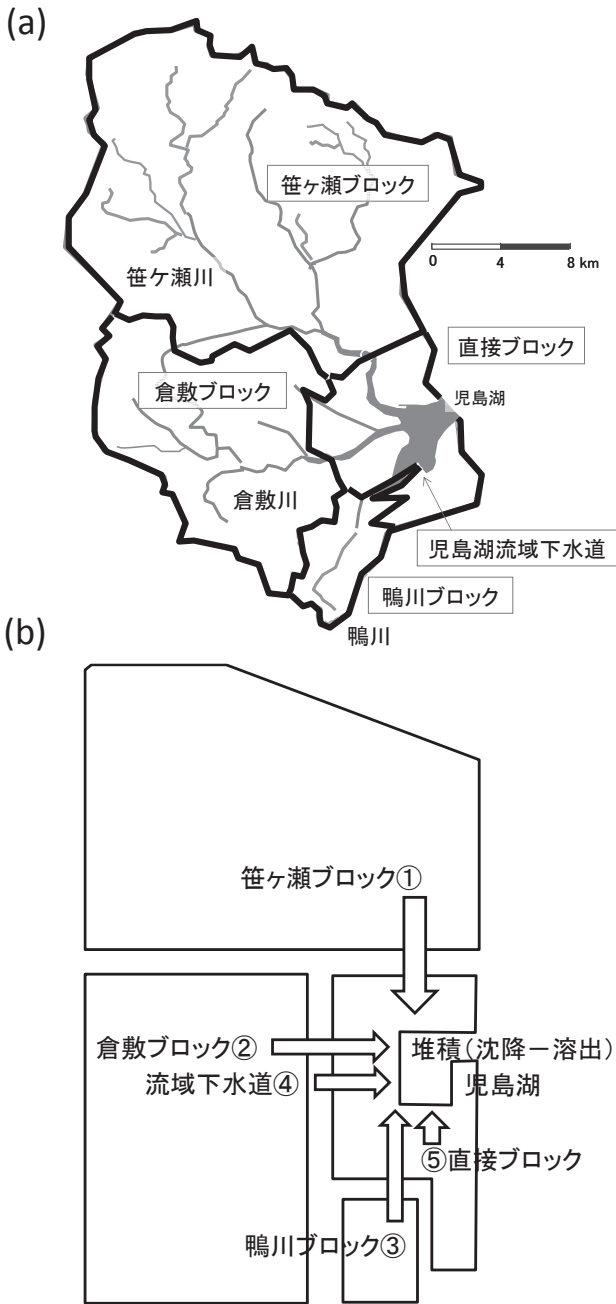 (a)
笹ヶ瀬ブロック
0 4 8 km
笹ケ瀬川
直接ブロック
倉敷ブロック
児島湖
倉敷川
児島湖流域下水道
鴨川ブロック
鴨川
(b)
笹ヶ瀬ブロック①
倉敷ブロック②
堆積(沈降ー溶出)
流域下水道④
児島湖
⑤直接ブロック
鴨川ブロック③